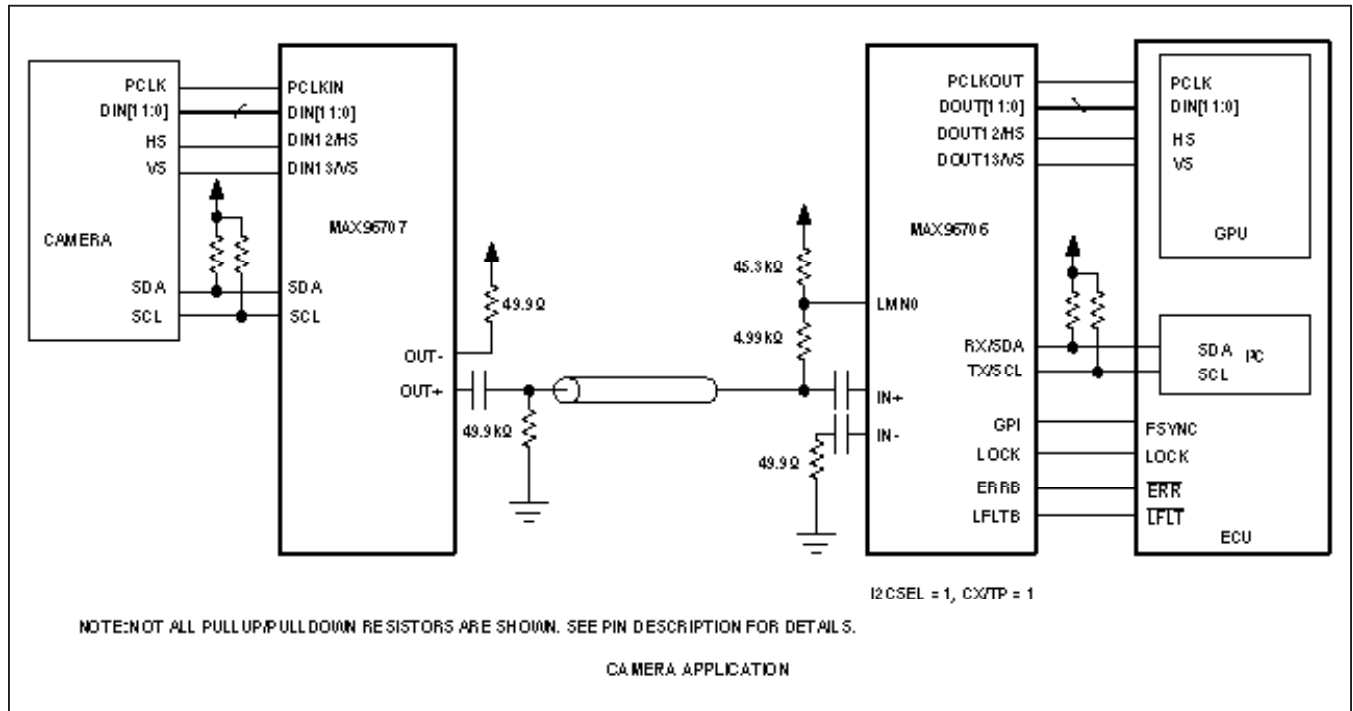 PCLK
DIN[11:0]
HS
VS
CAMERA
SDA
SCL
PCLKIN
DIN[11:0]
DIN12/HS
DIN13/VS
MAX96707
SDA
SCL
OUT-
OUT+
49.9Ω
49.9kΩ
45.3kΩ
4.99kΩ
49.9Ω
PCLKOUT
DOUT[11:0]
DOUT12/HS
DOUT13/VS
MAX96706
LMN0
RX/SDA
TX/SCL
IN+
IN-
GPI
LOCK
ERRB
LFLTB
PCLK
DIN[11:0]
HS
VS
GPU
SDA I²C
SCL
FSYNC
LOCK
ERR
LFLT
ECU
I2CSEL = 1, CX/TP = 1
NOTE:NOT ALL PULLUP/PULLDOWN RESISTORS ARE SHOWN. SEE PIN DESCRIPTION FOR DETAILS.
CAMERA APPLICATION